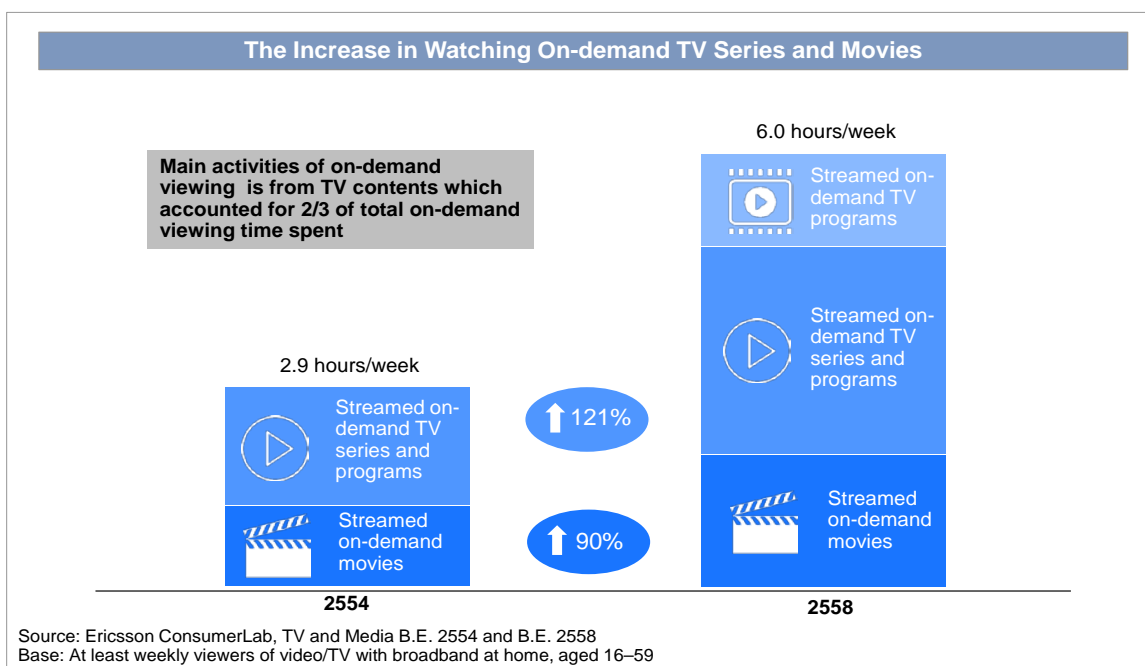 The Increase in Watching On-demand TV Series and Movies
6.0 hours/week
Main activities of on-demand
viewing is from TV contents which
accounted for 2/3 of total on-demand
viewing time spent
Streamed on-
demand TV
programs
Streamed on-
demand TV
series and
programs
2.9 hours/week
Streamed on-
demand TV
series and
programs
121%
Streamed
on-demand
movies
90%
Streamed
on-demand
movies
2554
2558
Source: Ericsson ConsumerLab, TV and Media B.E. 2554 and B.E. 2558
Base: At least weekly viewers of video/TV with broadband at home, aged 16–59